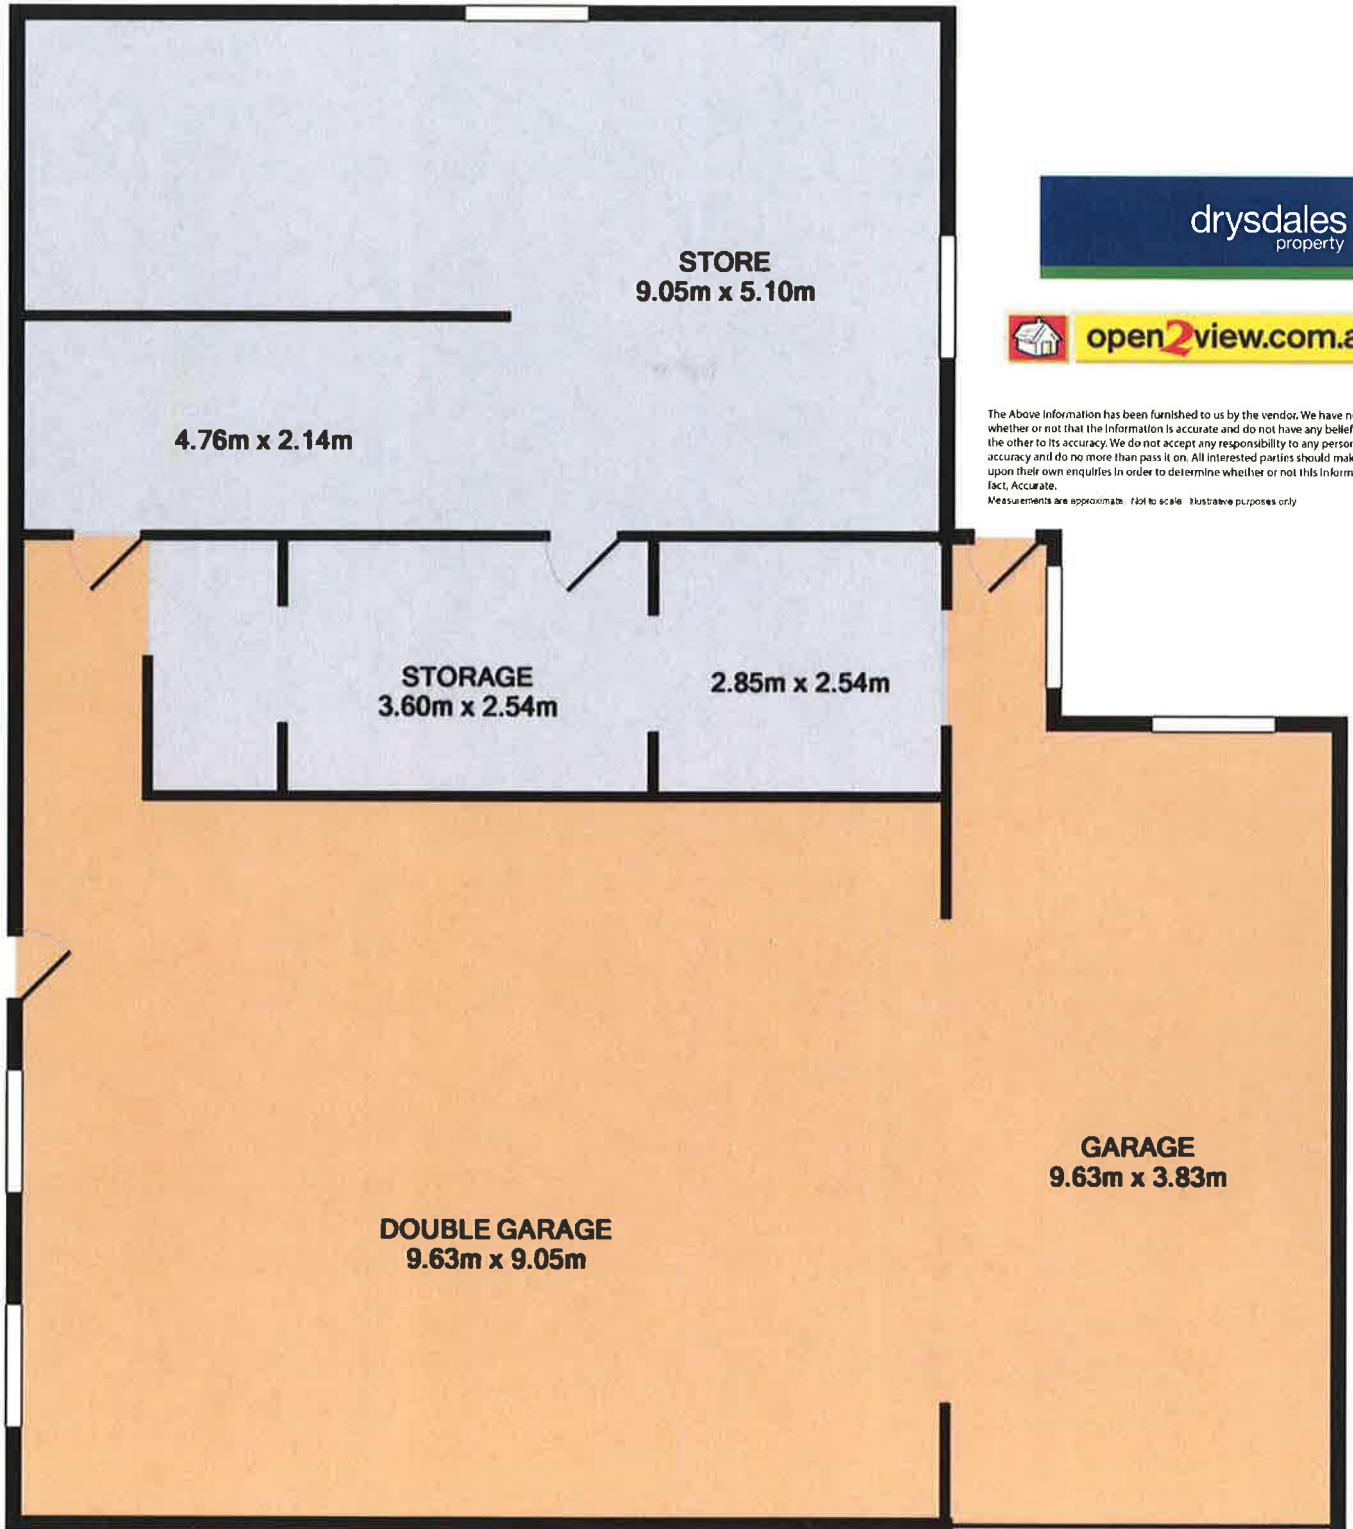 drysdales
property
open2view.com.a
The Above Information has been furnished to us by the vendor. We have n
whether or not that the Information is accurate and do not have any belief
the other to its accuracy. We do not accept any responsibility to any person
accuracy and do no more than pass it on. All interested parties should mak
upon their own enquiries in order to determine whether or not this Inform
fact, Accurate.
Measurements are approximate. Not to scale. Illustrative purposes only
STORE
9.05m x 5.10m
4.76m x 2.14m
STORAGE
3.60m x 2.54m
2.85m x 2.54m
GARAGE
9.63m x 3.83m
DOUBLE GARAGE
9.63m x 9.05m